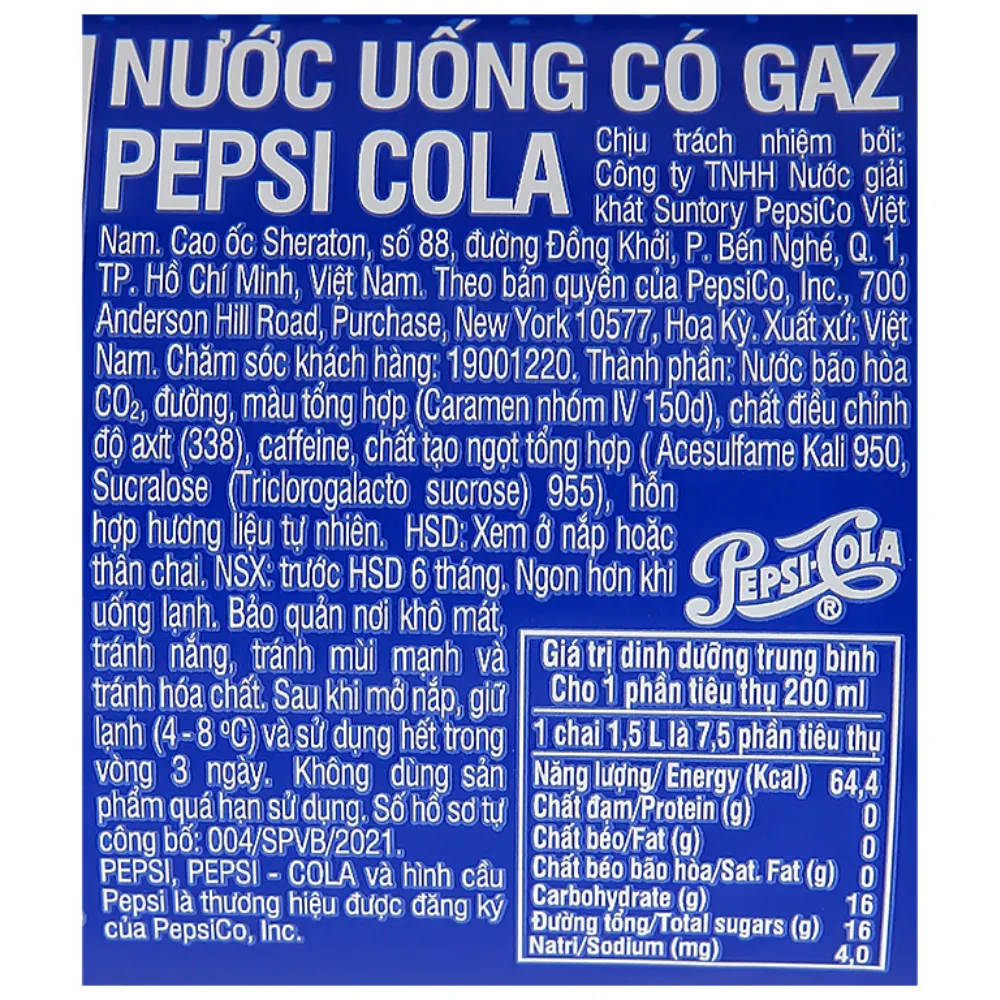 NƯỚC UỐNG CÓ GAZ
PEPSI COLA
Chịu trách nhiệm bởi:
Công ty TNHH Nước giải
khát Suntory PepsiCo Việt
Nam. Cao ốc Sheraton, số 88, đường Đồng Khởi, P. Bến Nghé, Q. 1,
TP. Hồ Chí Minh, Việt Nam. Theo bản quyền của PepsiCo, Inc., 700
Anderson Hill Road, Purchase, New York 10577, Hoa Kỳ. Xuất xứ: Việt
Nam. Chăm sóc khách hàng: 19001220. Thành phần: Nước bão hòa
CO₂, đường, màu tổng hợp (Caramen nhóm IV 150d), chất điều chỉnh
độ axít (338), caffeine, chất tạo ngọt tổng hợp ( Acesulfame Kali 950,
Sucralose (Triclorogalacto sucrose) 955), hỗn
hợp hương liệu tự nhiên. HSD: Xem ở nắp hoặc
thân chai. NSX: trước HSD 6 tháng. Ngon hơn khi
uống lạnh. Bảo quản nơi khô mát,
tránh nắng, tránh mùi mạnh và
tránh hóa chất. Sau khi mở nắp, giữ
lạnh (4-8 ºC) và sử dụng hết trong
vòng 3 ngày. Không dùng sản
phẩm quá hạn sử dụng. Số hồ sơ tự
công bố: 004/SPVB/2021.
PEPSI, PEPSI - COLA và hình cầu
Pepsi là thương hiệu được đăng ký
của PepsiCo, Inc.
PEPSI-COLA
®
Giá trị dinh dưỡng trung bình
Cho 1 phần tiêu thụ 200 ml
1 chai 1,5 L là 7,5 phần tiêu thụ
Năng lượng/ Energy (Kcal) 64,4
Chất đạm/Protein (g) 0
Chất béo/Fat (g) 0
Chất béo bão hòa/Sat. Fat (g) 0
Carbohydrate (g) 16
Đường tổng/Total sugars (g) 16
Natri/Sodium (mg) 4,0